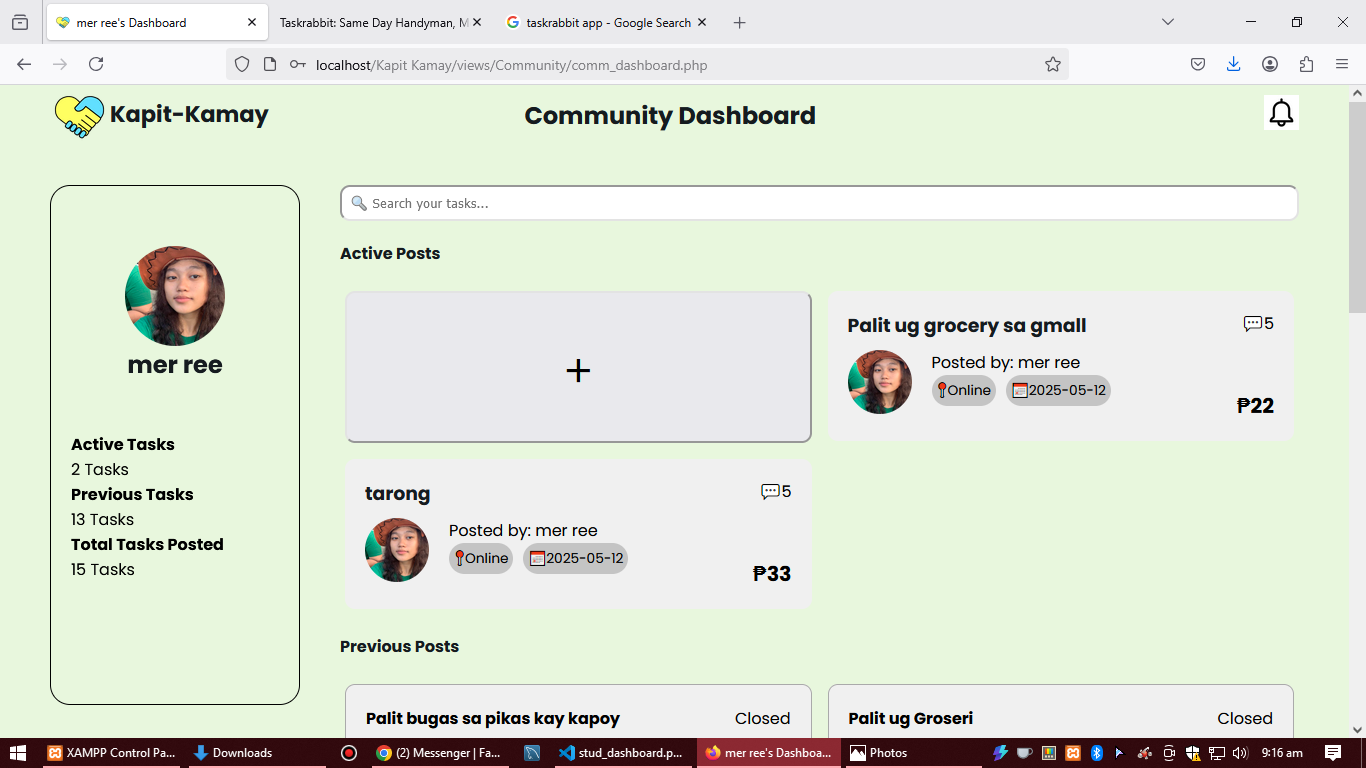 mer ree's Dashboard
Taskrabbit: Same Day Handyman, M
taskrabbit app - Google Search
localhost/Kapit Kamay/views/Community/comm_dashboard.php
Kapit-Kamay
Community Dashboard
Search your tasks...
mer ree
Active Tasks
2 Tasks
Previous Tasks
13 Tasks
Total Tasks Posted
15 Tasks
Active Posts
+
Palit ug grocery sa gmall
5
Posted by: mer ree
Online
2025-05-12
₱22
tarong
5
Posted by: mer ree
Online
2025-05-12
₱33
Previous Posts
Palit bugas sa pikas kay kapoy
Closed
Palit ug Groseri
Closed
XAMPP Control Pa...
Downloads
(2) Messenger | Fa...
stud_dashboard.p...
mer ree's Dashboa...
Photos
9:16 am